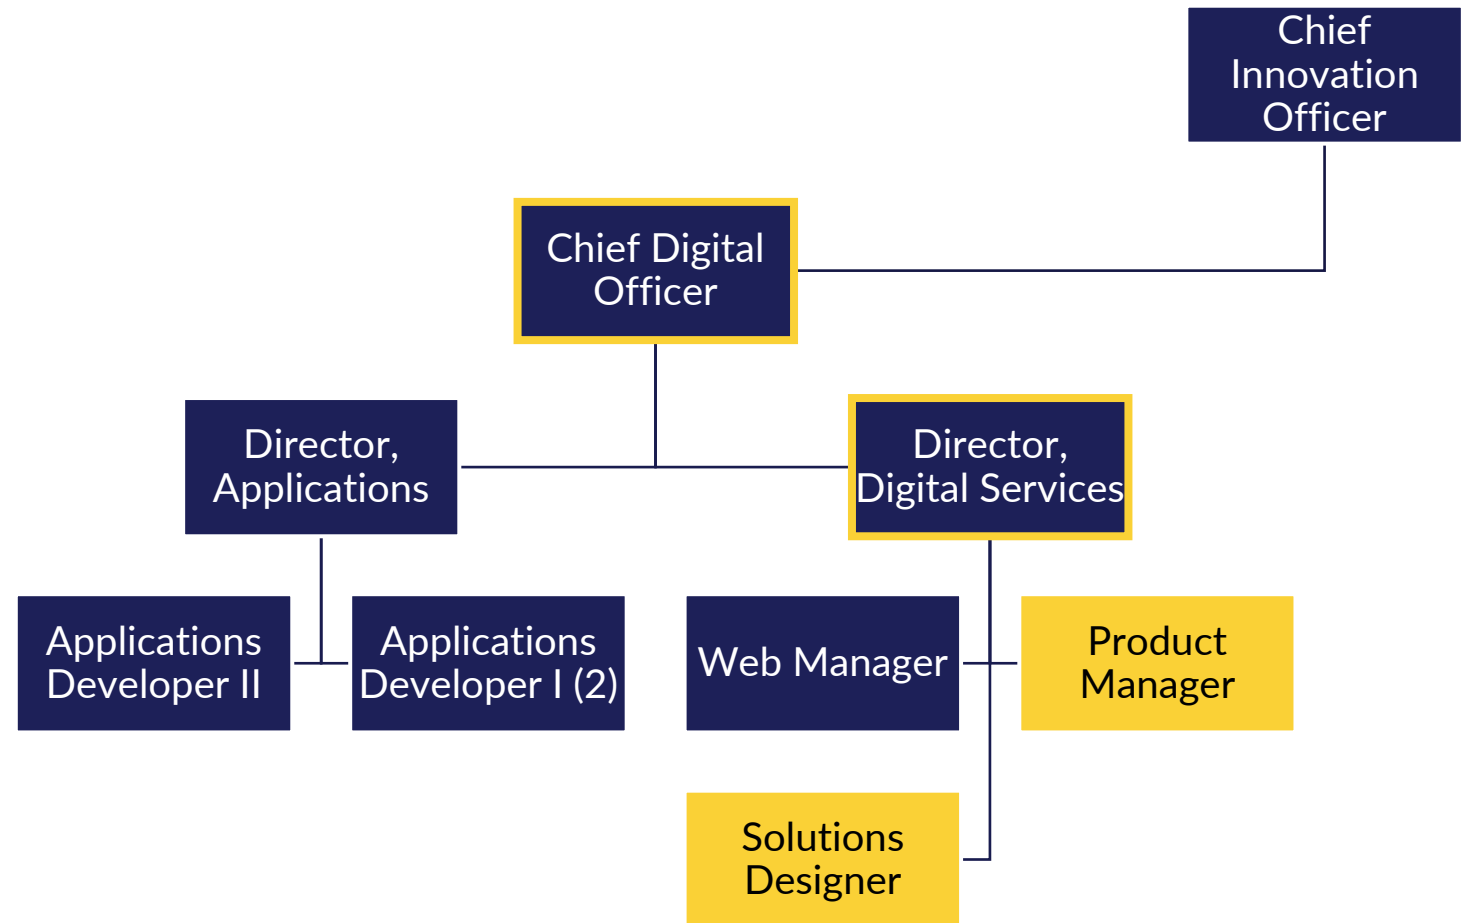 Chief
Innovation
Officer
Chief Digital
Officer
Director,
Applications
Director,
Digital Services
Applications
Developer II
Applications
Developer I (2)
Web Manager
Product
Manager
Solutions
Designer